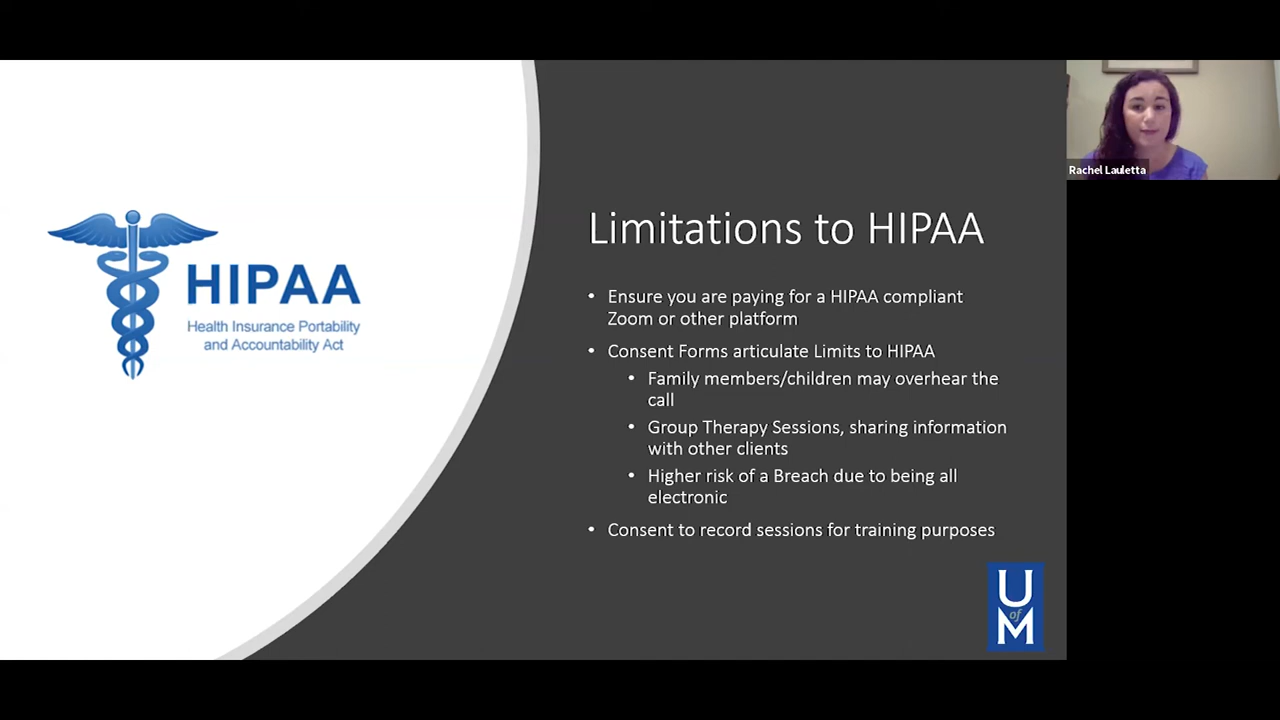 HIPAA
Health Insurance Portability
and Accountability Act
Limitations to HIPAA
• Ensure you are paying for a HIPAA compliant
Zoom or other platform
• Consent Forms articulate Limits to HIPAA
• Family members/children may overhear the
call
• Group Therapy Sessions, sharing information
with other clients
• Higher risk of a Breach due to being all
electronic
• Consent to record sessions for training purposes
U
of
M
Rachel Lauletta